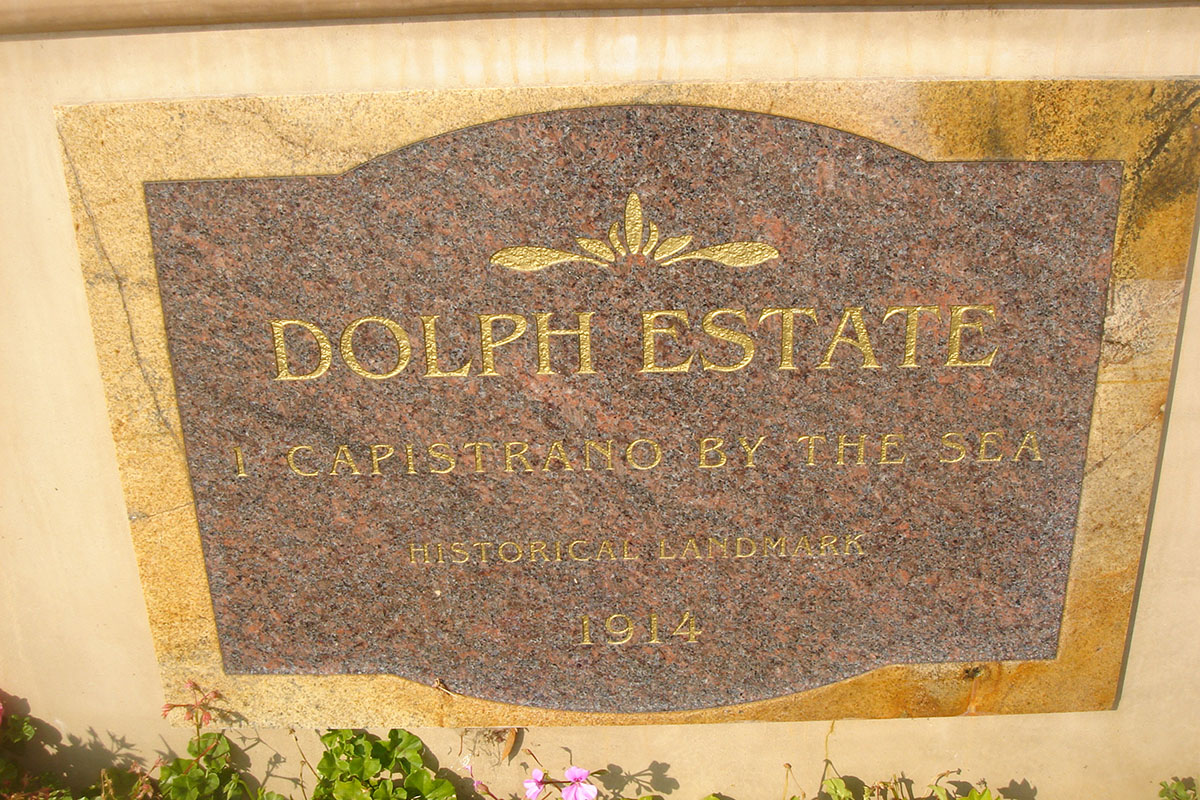 DOLPH ESTATE
1 CAPISTRANO BY THE SEA
HISTORICAL LANDMARK
1914